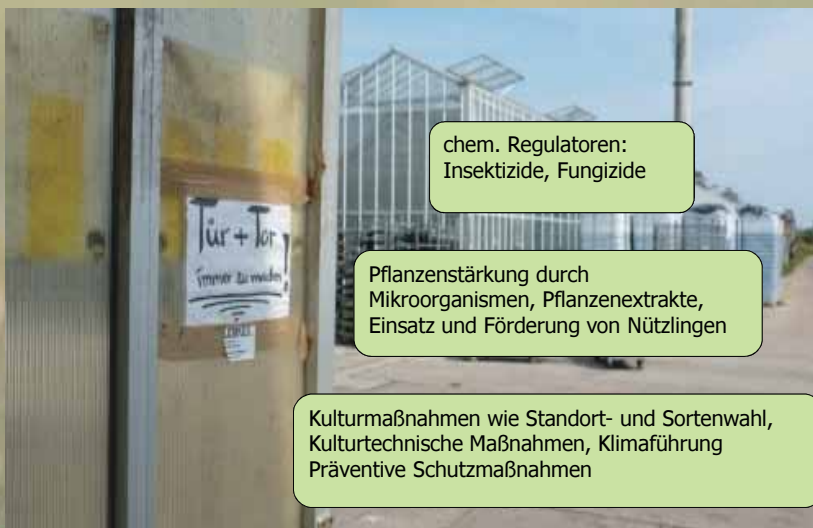 chem. Regulatoren:
Insektizide, Fungizide
Tür + Tor
immer zu machen!
Pflanzenstärkung durch
Mikroorganismen, Pflanzenextrakte,
Einsatz und Förderung von Nützlingen
Kulturmaßnahmen wie Standort- und Sortenwahl,
Kulturtechnische Maßnahmen, Klimaführung
Präventive Schutzmaßnahmen